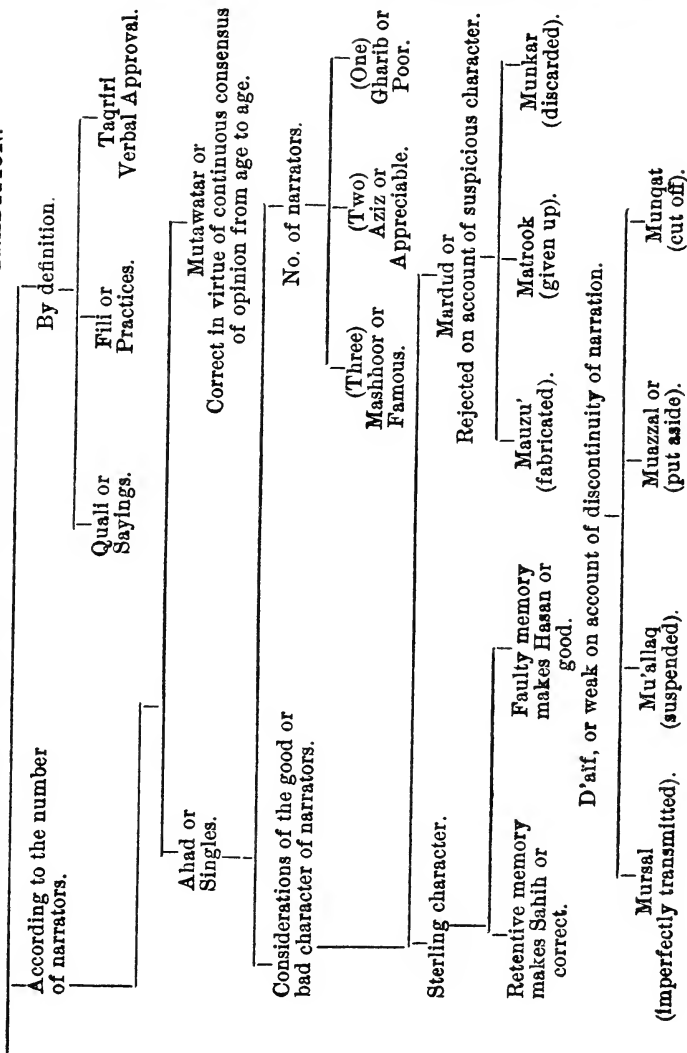 According to the number
of narrators.
By definition.
Quali or
Sayings.
Fili or
Practices.
Taqriri
Verbal Approval.
Ahad or
Singles.
Mutawatar or
Correct in virtue of continuous consensus
of opinion from age to age.
Considerations of the good or
bad character of narrators.
No. of narrators.
(Three)
Mashhoor or
Famous.
(Two)
Aziz or
Appreciable.
(One)
Gharib or
Poor.
Sterling character.
Mardud or
Rejected on account of suspicious character.
Retentive memory
makes Sahih or
correct.
Faulty memory
makes Hasan or
good.
Mauzu'
(fabricated).
Matrook
(given up).
Munkar
(discarded).
D'aïf, or weak on account of discontinuity of narration.
Mursal
(imperfectly transmitted).
Mu'allaq
(suspended).
Muazzal or
(put aside).
Munqat
(cut off).